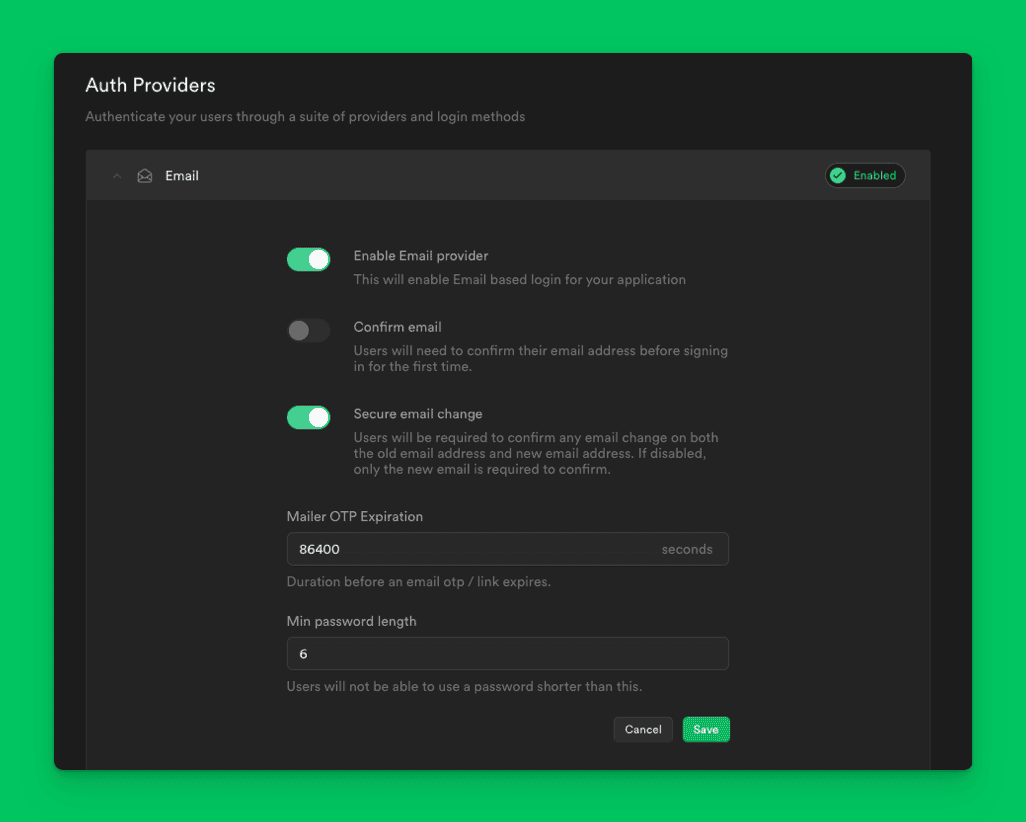 Auth Providers
Authenticate your users through a suite of providers and login methods
Email
Enabled
Enable Email provider
This will enable Email based login for your application
Confirm email
Users will need to confirm their email address before signing
in for the first time.
Secure email change
Users will be required to confirm any email change on both
the old email address and new email address. If disabled,
only the new email is required to confirm.
Mailer OTP Expiration
86400 seconds
Duration before an email otp / link expires.
Min password length
6
Users will not be able to use a password shorter than this.
Cancel Save